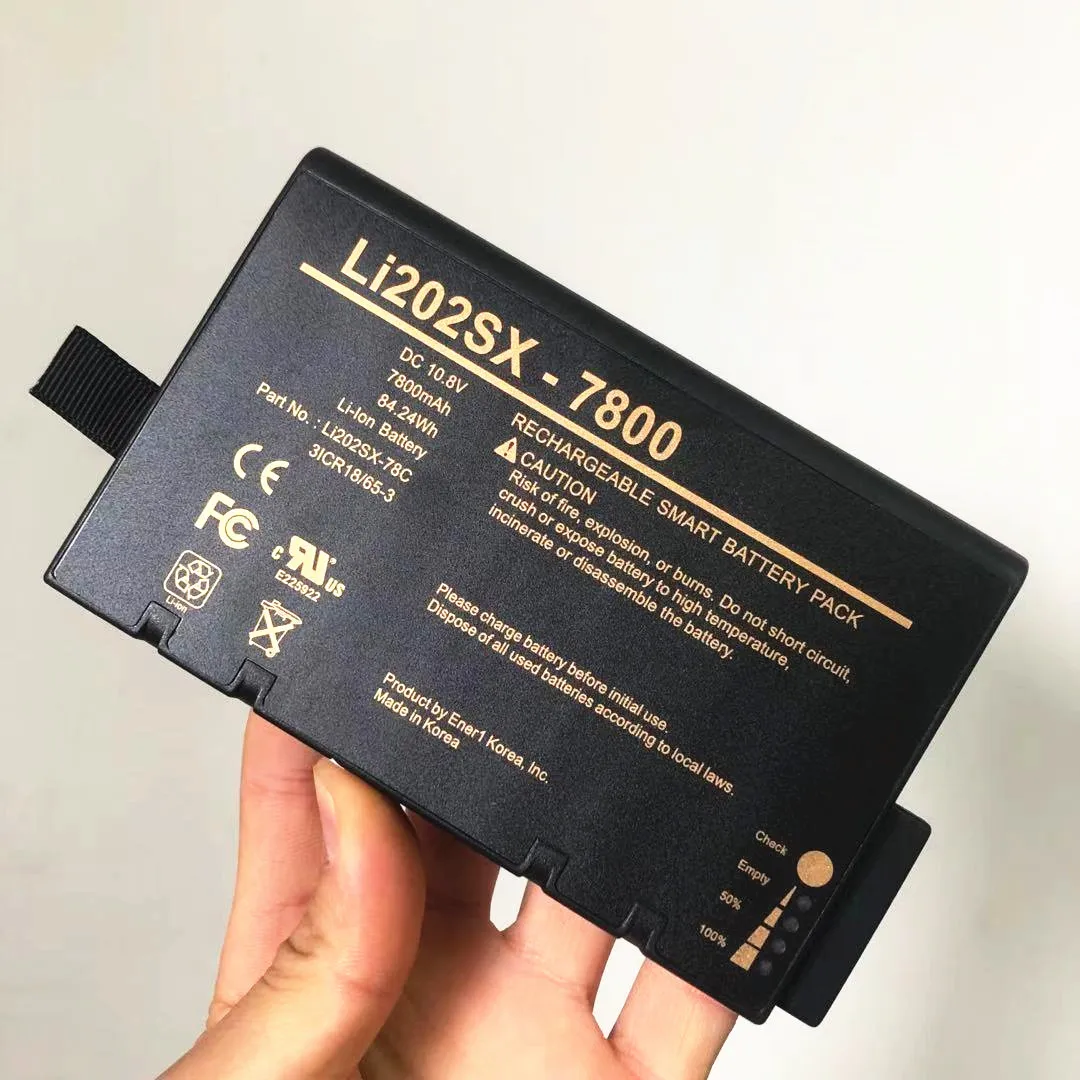 Li202SX - 7800
DC 10.8V
7800mAh
84.24Wh
Li-Ion Battery
Part No. : Li202SX-78C
3ICR18/65-3
CE
FC
c RU US
E225922
Li-ion
RECHARGEABLE SMART BATTERY PACK
CAUTION
Risk of fire, explosion, or burns. Do not short circuit,
crush or expose battery to high temperature,
incinerate or disassemble the battery.
Please charge battery before initial use.
Dispose of all used batteries according to local laws.
Product by Ener1 Korea, Inc.
Made in Korea
Check
Empty
50%
100%